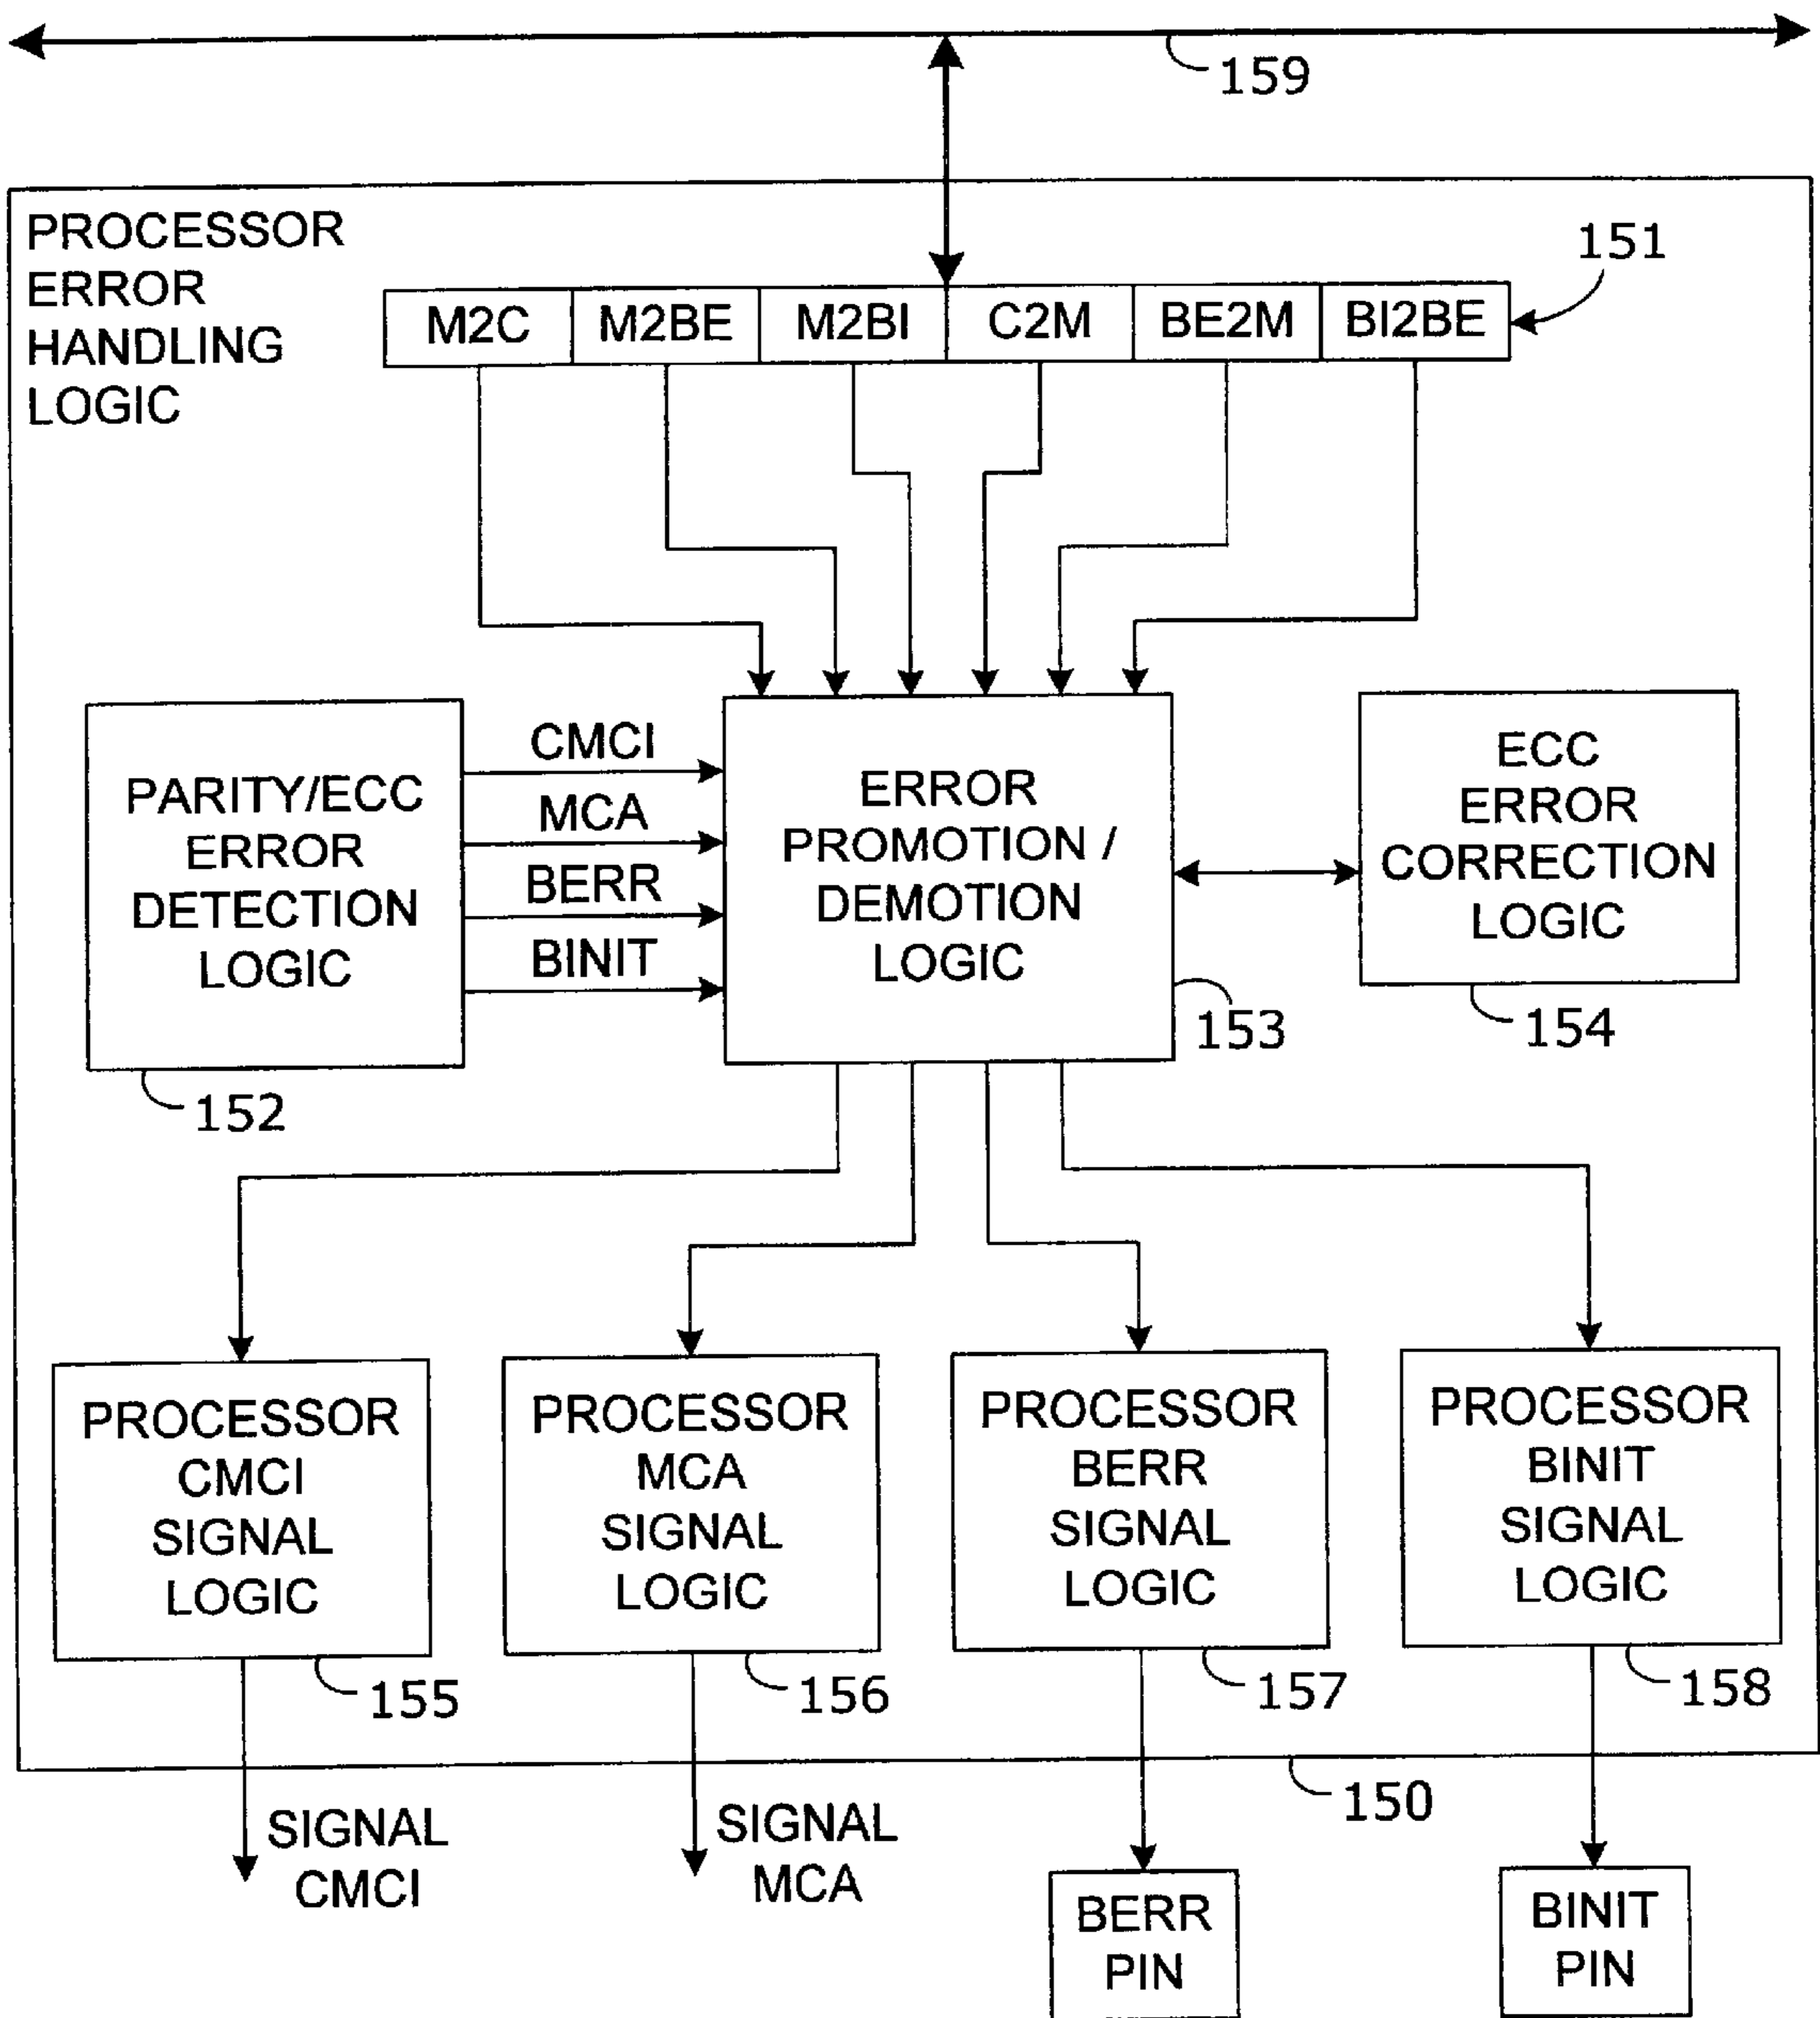 159
PROCESSOR
ERROR
HANDLING
LOGIC
151
M2C M2BE M2BI C2M BE2M BI2BE
PARITY/ECC
ERROR
DETECTION
LOGIC
152
CMCI
MCA
BERR
BINIT
ERROR
PROMOTION /
DEMOTION
LOGIC
153
ECC
ERROR
CORRECTION
LOGIC
154
PROCESSOR
CMCI
SIGNAL
LOGIC
155
PROCESSOR
MCA
SIGNAL
LOGIC
156
PROCESSOR
BERR
SIGNAL
LOGIC
157
PROCESSOR
BINIT
SIGNAL
LOGIC
158
150
SIGNAL
CMCI
SIGNAL
MCA
BERR
PIN
BINIT
PIN